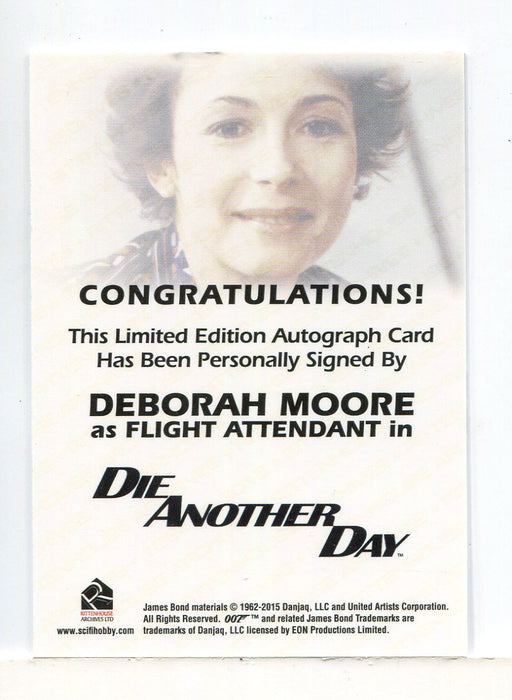 CONGRATULATIONS!
This Limited Edition Autograph Card
Has Been Personally Signed By
DEBORAH MOORE
as FLIGHT ATTENDANT in
DIE
ANOTHER
DAY™
RITTENHOUSE
ARCHIVES LTD
www.scifihobby.com
James Bond materials © 1962-2015 Danjaq, LLC and United Artists Corporation.
All Rights Reserved. 007™ and related James Bond Trademarks are
trademarks of Danjaq, LLC licensed by EON Productions Limited.